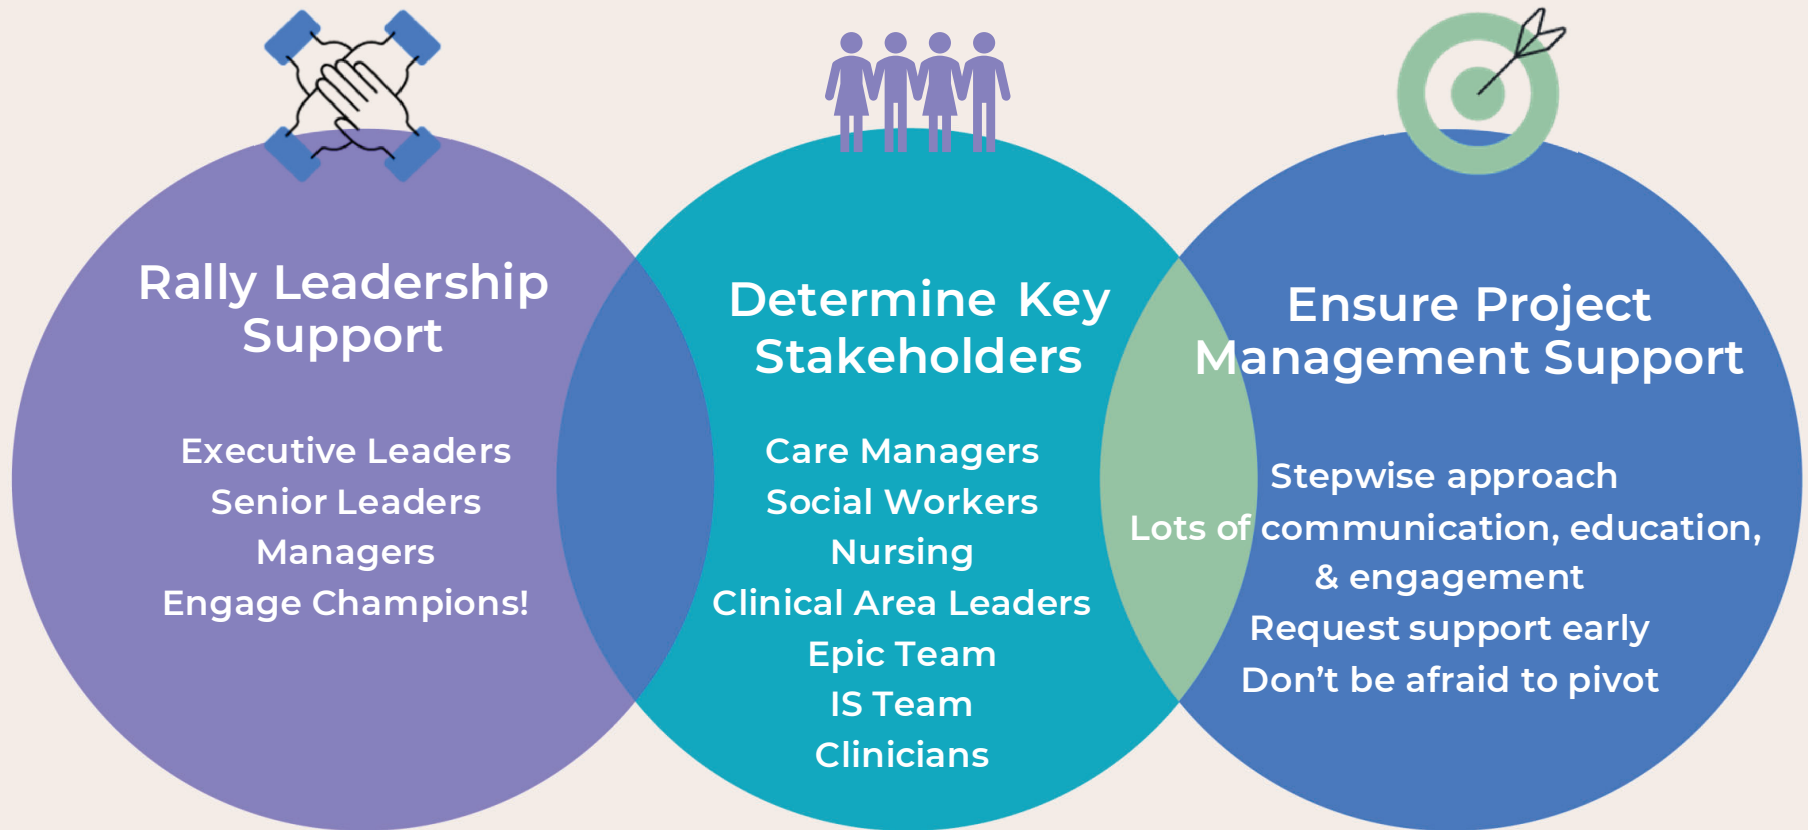 Rally Leadership
Support
Executive Leaders
Senior Leaders
Managers
Engage Champions!
Determine Key
Stakeholders
Care Managers
Social Workers
Nursing
Clinical Area Leaders
Epic Team
IS Team
Clinicians
Ensure Project
Management Support
Stepwise approach
Lots of communication, education,
& engagement
Request support early
Don’t be afraid to pivot